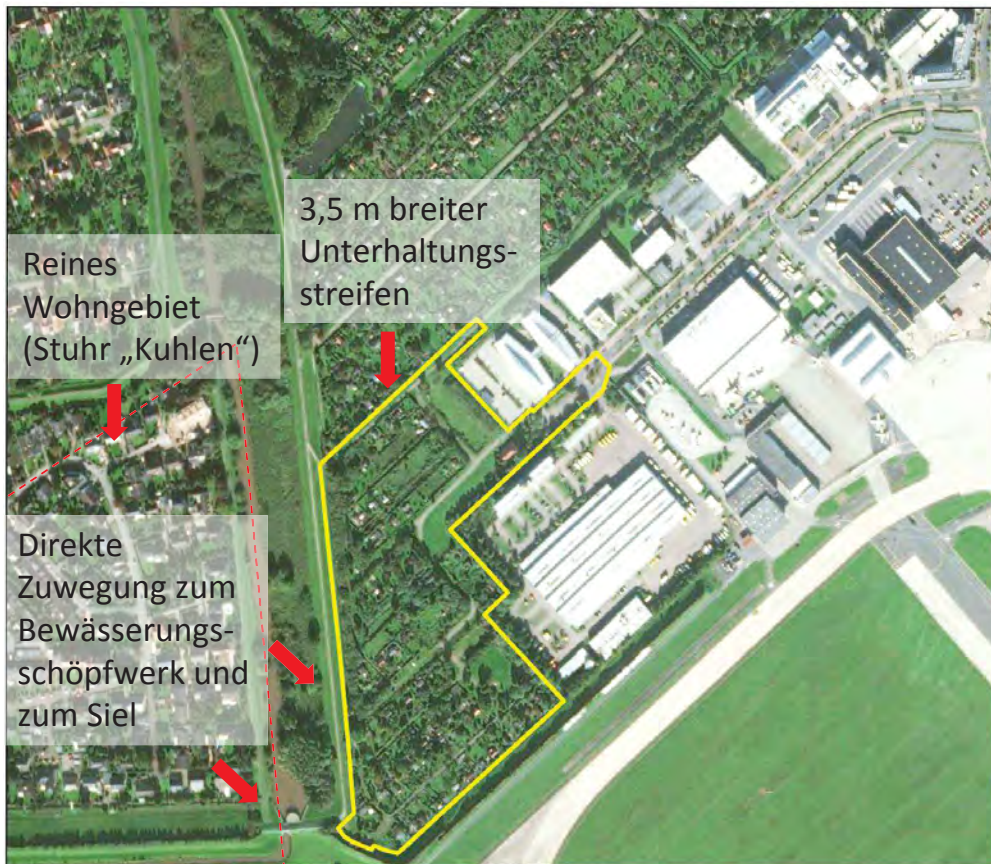 3,5 m breiter
Unterhaltungs-
streifen
Reines
Wohngebiet
(Stuhr „Kuhlen“)
Direkte
Zuwegung zum
Bewässerungs-
schöpfwerk und
zum Siel